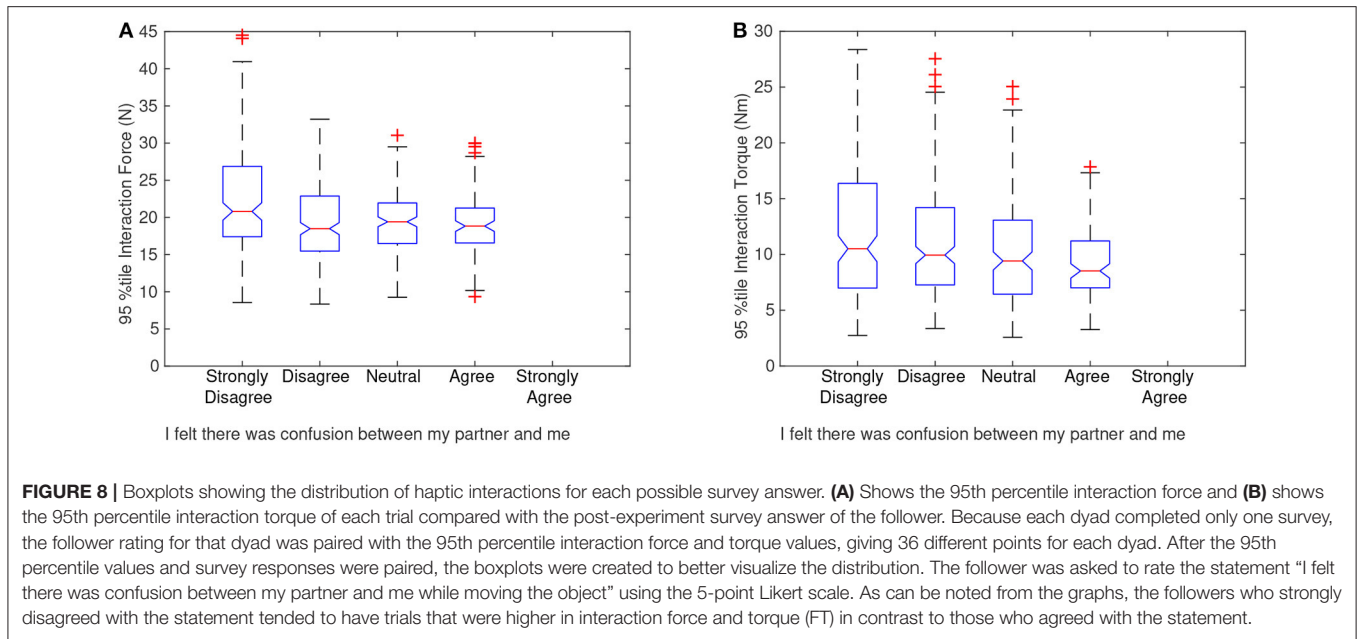 A
45
40
35
30
25
20
15
10
5
0
95 %tile Interaction Force (N)
Strongly Disagree Disagree Neutral Agree Strongly Agree
I felt there was confusion between my partner and me
B
30
25
20
15
10
5
0
95 %tile Interaction Torque (Nm)
Strongly Disagree Disagree Neutral Agree Strongly Agree
I felt there was confusion between my partner and me
FIGURE 8 | Boxplots showing the distribution of haptic interactions for each possible survey answer. (A) Shows the 95th percentile interaction force and (B) shows
the 95th percentile interaction torque of each trial compared with the post-experiment survey answer of the follower. Because each dyad completed only one survey,
the follower rating for that dyad was paired with the 95th percentile interaction force and torque values, giving 36 different points for each dyad. After the 95th
percentile values and survey responses were paired, the boxplots were created to better visualize the distribution. The follower was asked to rate the statement “I felt
there was confusion between my partner and me while moving the object” using the 5-point Likert scale. As can be noted from the graphs, the followers who strongly
disagreed with the statement tended to have trials that were higher in interaction force and torque (FT) in contrast to those who agreed with the statement.